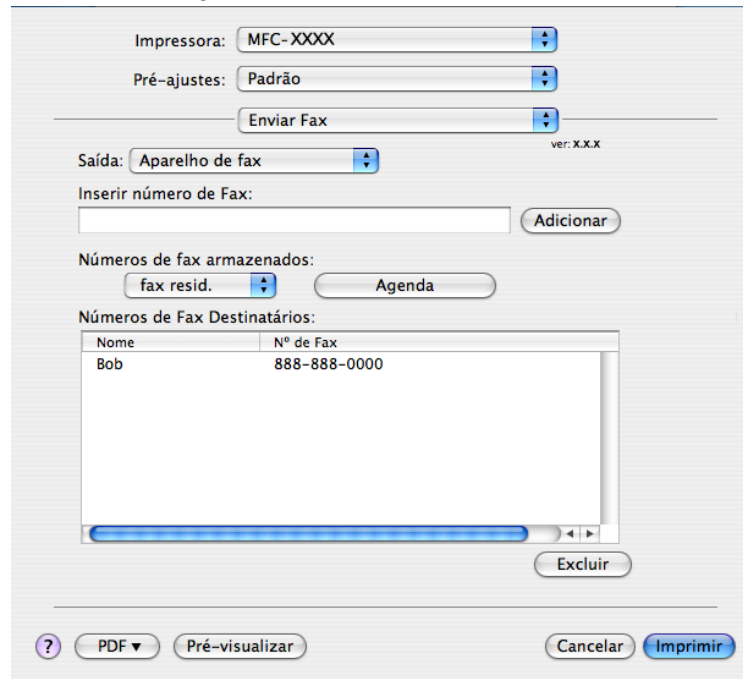 Impressora: MFC-XXXX
Pré-ajustes: Padrão
Enviar Fax
ver: X.X.X
Saída: Aparelho de fax
Inserir número de Fax:
Adicionar
Números de fax armazenados:
fax resid. Agenda
Números de Fax Destinatários:
Nome Nº de Fax
Bob 888-888-0000
Excluir
? PDF▼ Pré-visualizar Cancelar Imprimir